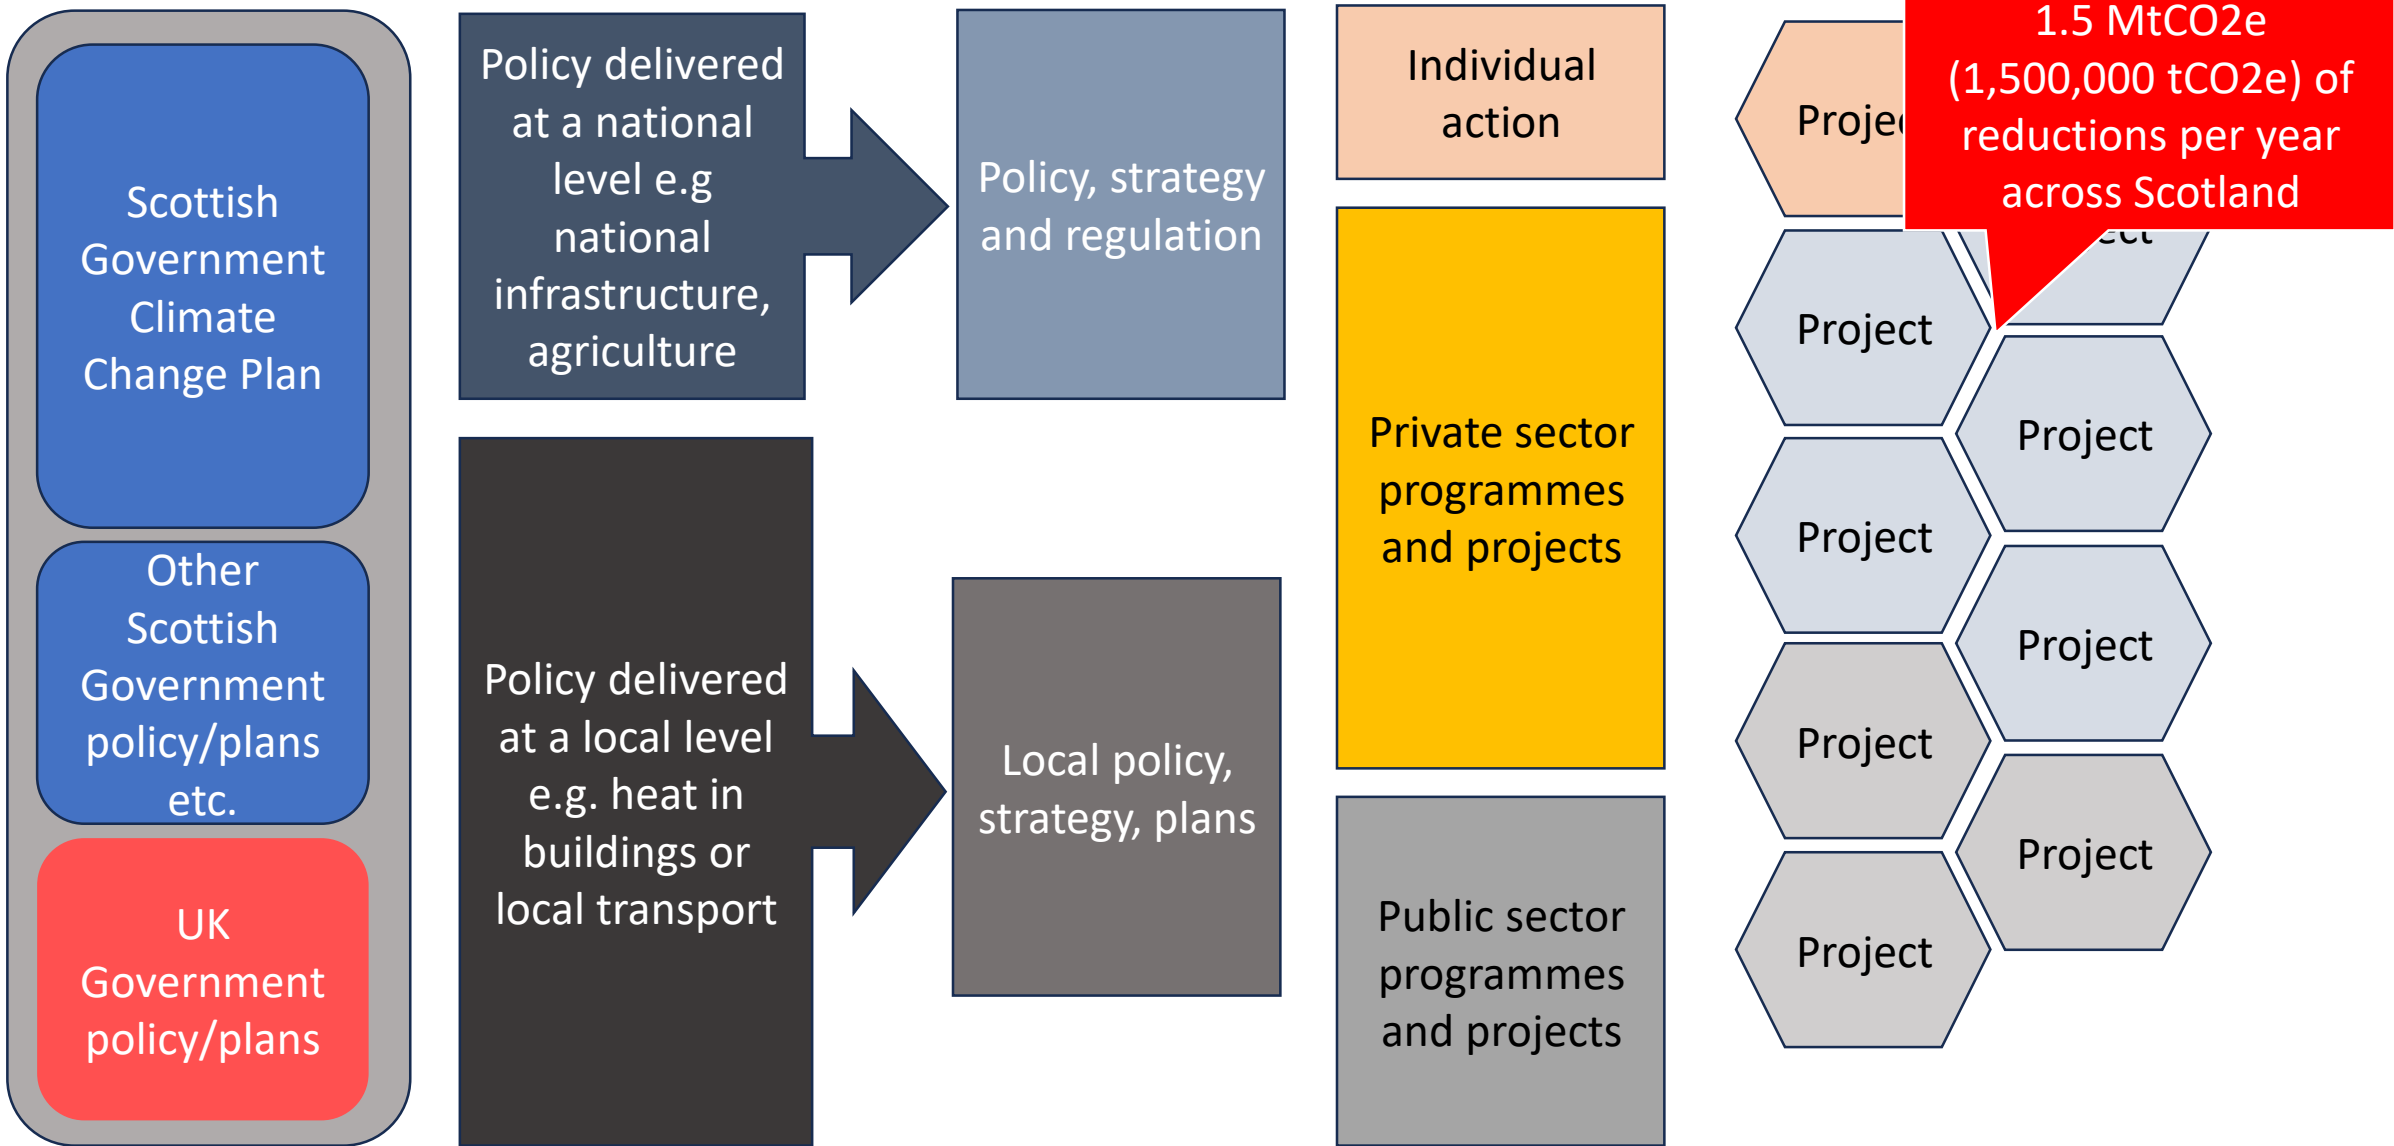 Scottish
Government
Climate
Change Plan
Other
Scottish
Government
policy/plans
etc.
UK
Government
policy/plans
Policy delivered
at a national
level e.g
national
infrastructure,
agriculture
Policy delivered
at a local level
e.g. heat in
buildings or
local transport
Policy, strategy
and regulation
Local policy,
strategy, plans
Individual
action
Private sector
programmes
and projects
Public sector
programmes
and projects
1.5 MtCO2e
(1,500,000 tCO2e) of
reductions per year
across Scotland
Project
Project
Project
Project
Project
Project
Project